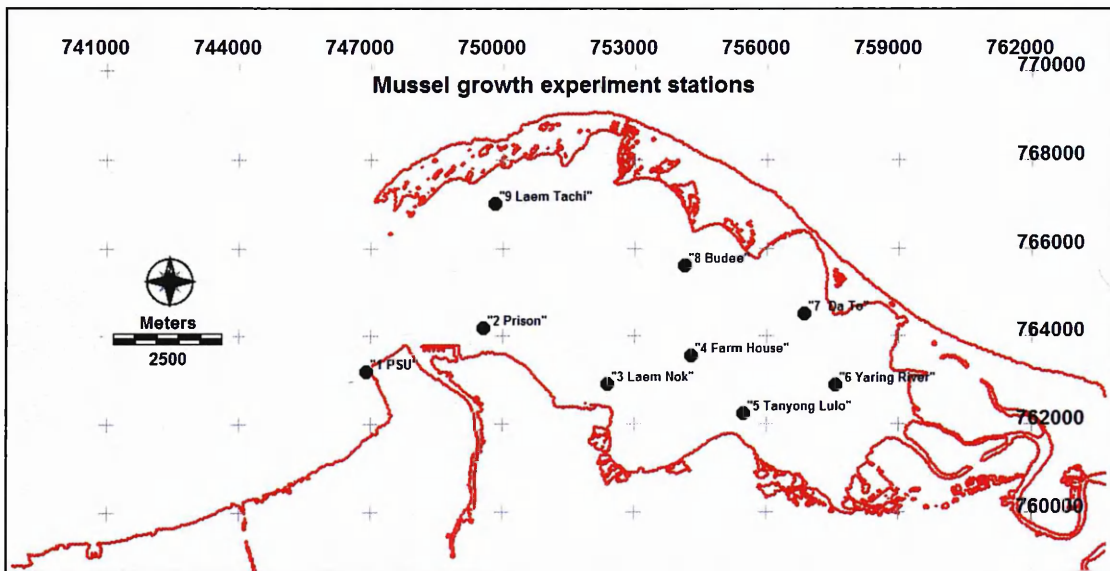 741000 744000 747000 750000 753000 756000 759000 762000
770000
Mussel growth experiment stations
768000
"9 Laem Tachi"
766000
"8 Budee"
Meters
2500
"7 Da To"
764000
"2 Prison"
"4 Farm House"
"1 PSU"
"3 Laem Nok"
"6 Yaring River"
"5 Tanyong Lulo"
762000
760000